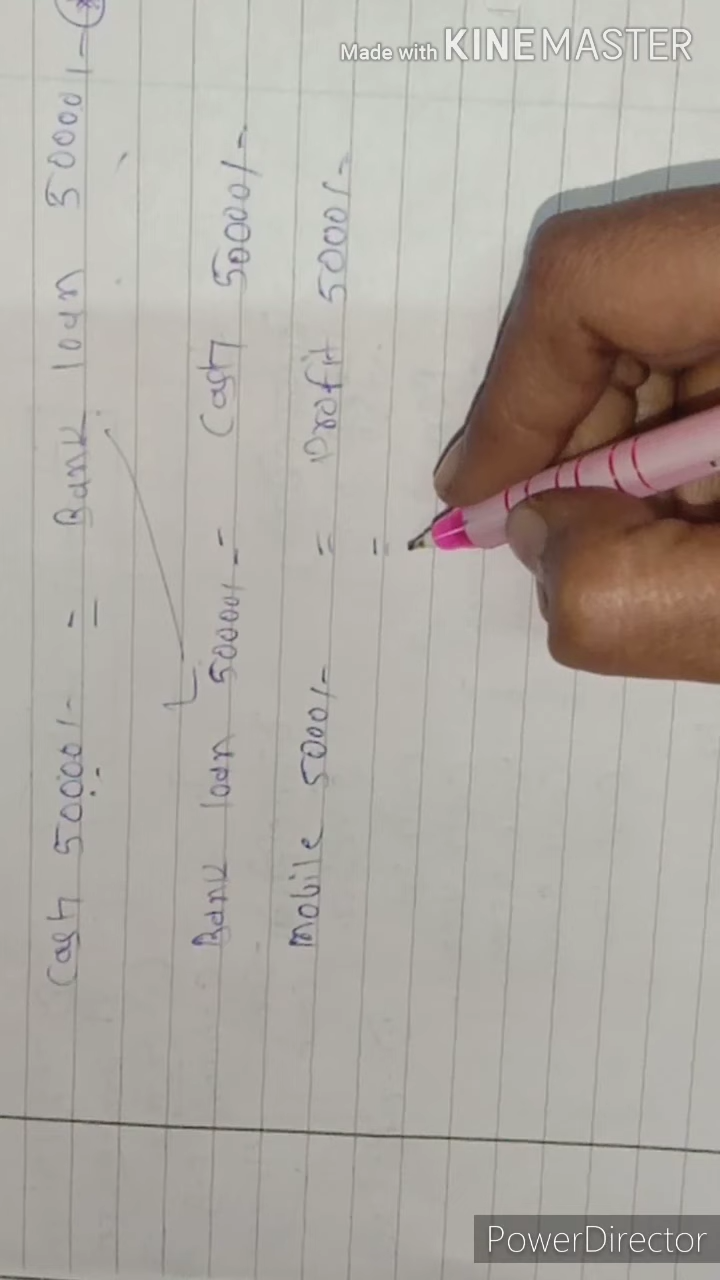 Made with KINEMASTER
Cash 50000/- = Bank loan 50000/-
Bank loan 50000/- = Cash 50000/-
Mobile 5000/- = Profit 5000/-
=
PowerDirector